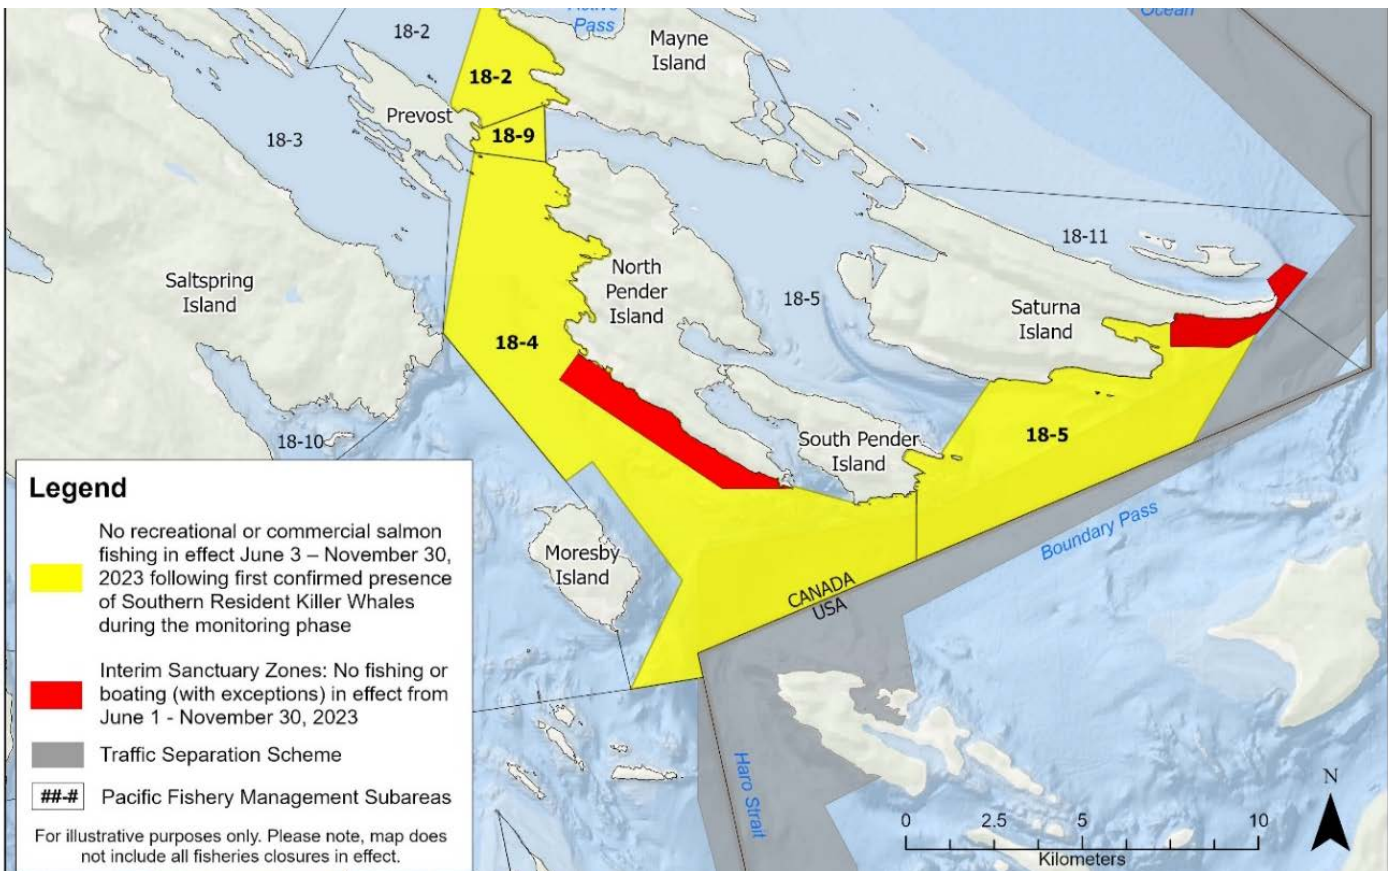 Active
Pass
Ocean
18-2
Mayne
Island
18-2
Prevost
18-3
18-9
18-11
Saltspring
Island
North
Pender
Island
18-5
Saturna
Island
18-4
18-10
South Pender
Island
18-5
Moresby
Island
Boundary Pass
CANADA
USA
Haro Strait
Legend
No recreational or commercial salmon
fishing in effect June 3 – November 30,
2023 following first confirmed presence
of Southern Resident Killer Whales
during the monitoring phase
Interim Sanctuary Zones: No fishing or
boating (with exceptions) in effect from
June 1 - November 30, 2023
Traffic Separation Scheme
##-# Pacific Fishery Management Subareas
For illustrative purposes only. Please note, map does
not include all fisheries closures in effect.
N
0 2.5 5 10
Kilometers